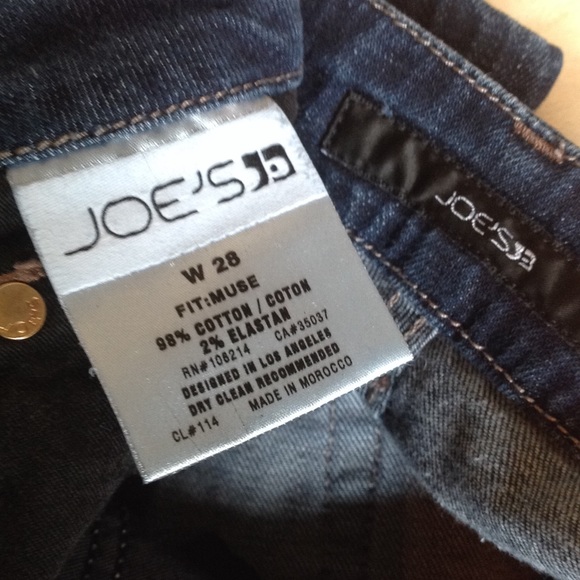 JOE'S
W 28
FIT:MUSE
98% COTTON / COTON
2% ELASTAN
RN#106214 CA#35037
DESIGNED IN LOS ANGELES
DRY CLEAN RECOMMENDED
CL#114 MADE IN MOROCCO
JOE'S